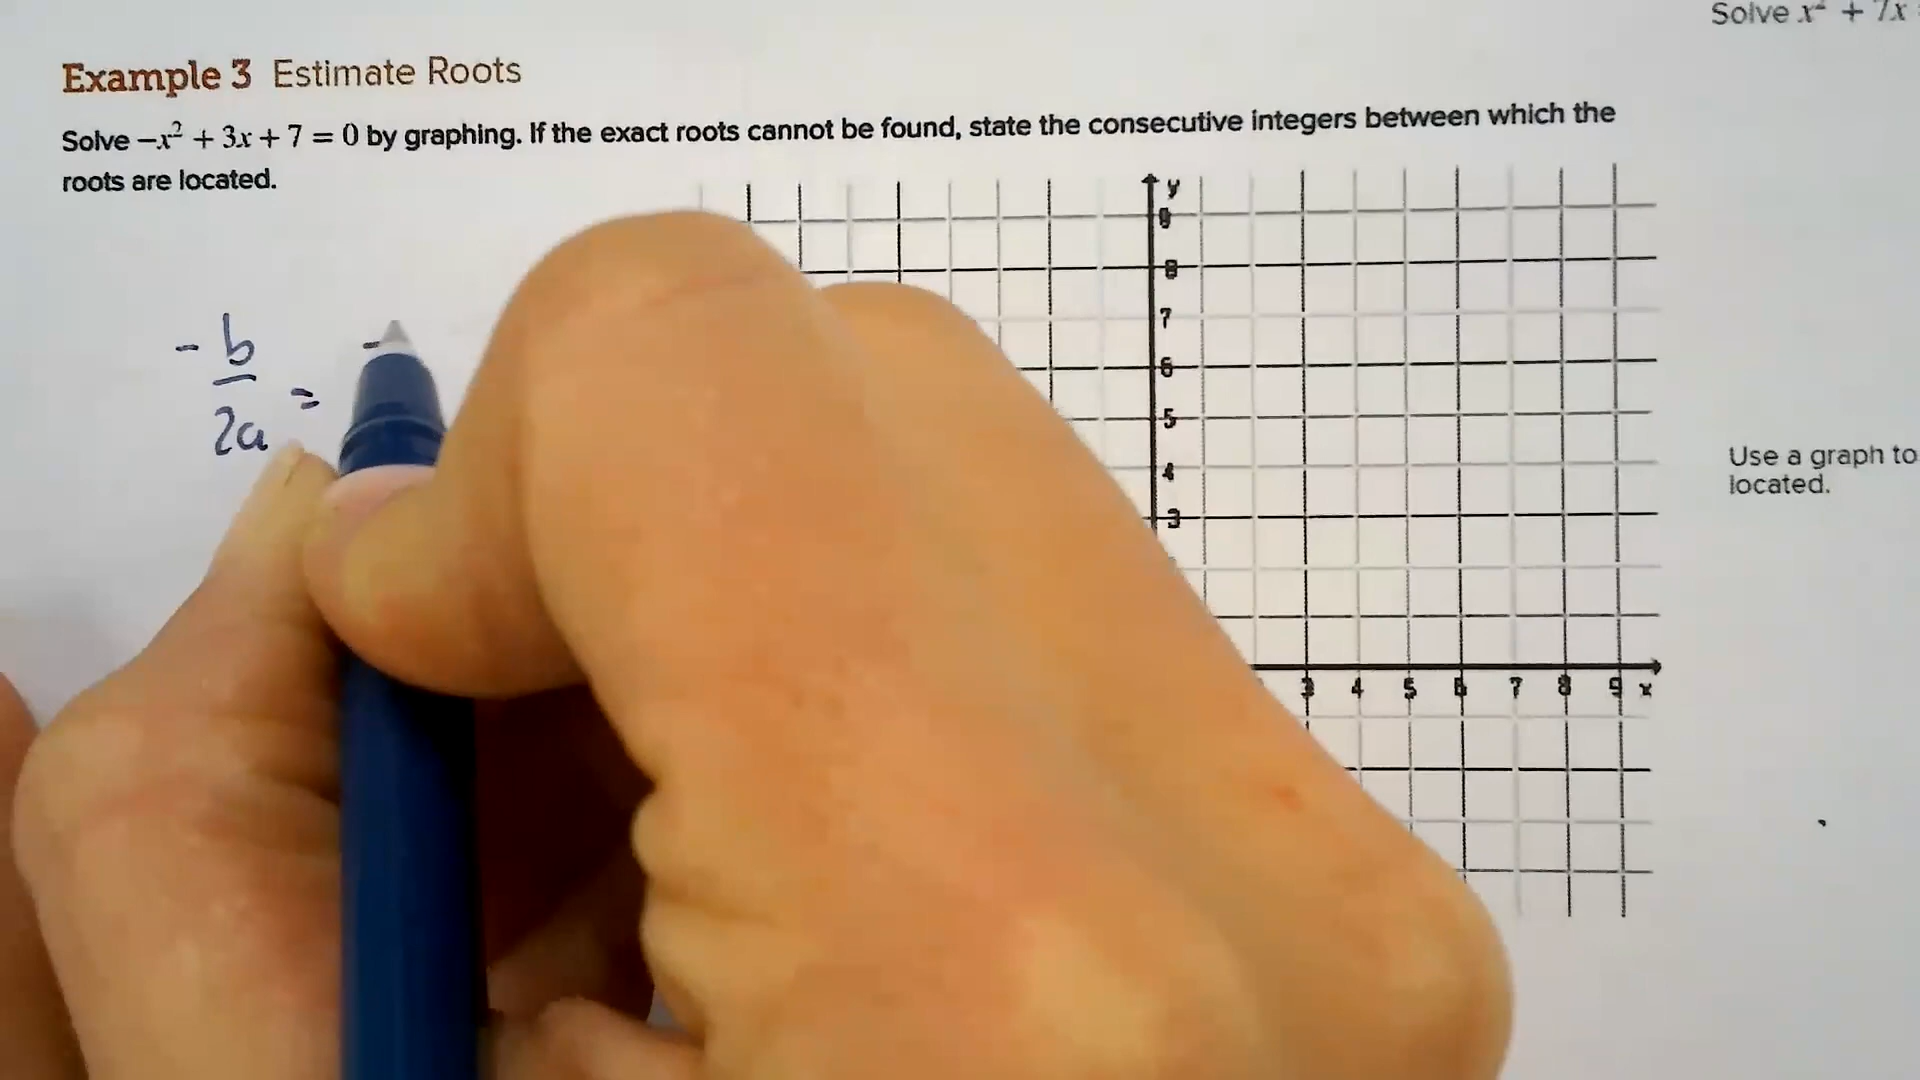 Solve x² + 7x
Example 3 Estimate Roots
Solve −x² + 3x + 7 = 0 by graphing. If the exact roots cannot be found, state the consecutive integers between which the
roots are located.
y
9
8
7
6
5
4
3
3 4 5 6 7 8 9 x
-b
2a
= -
Use a graph to
located.